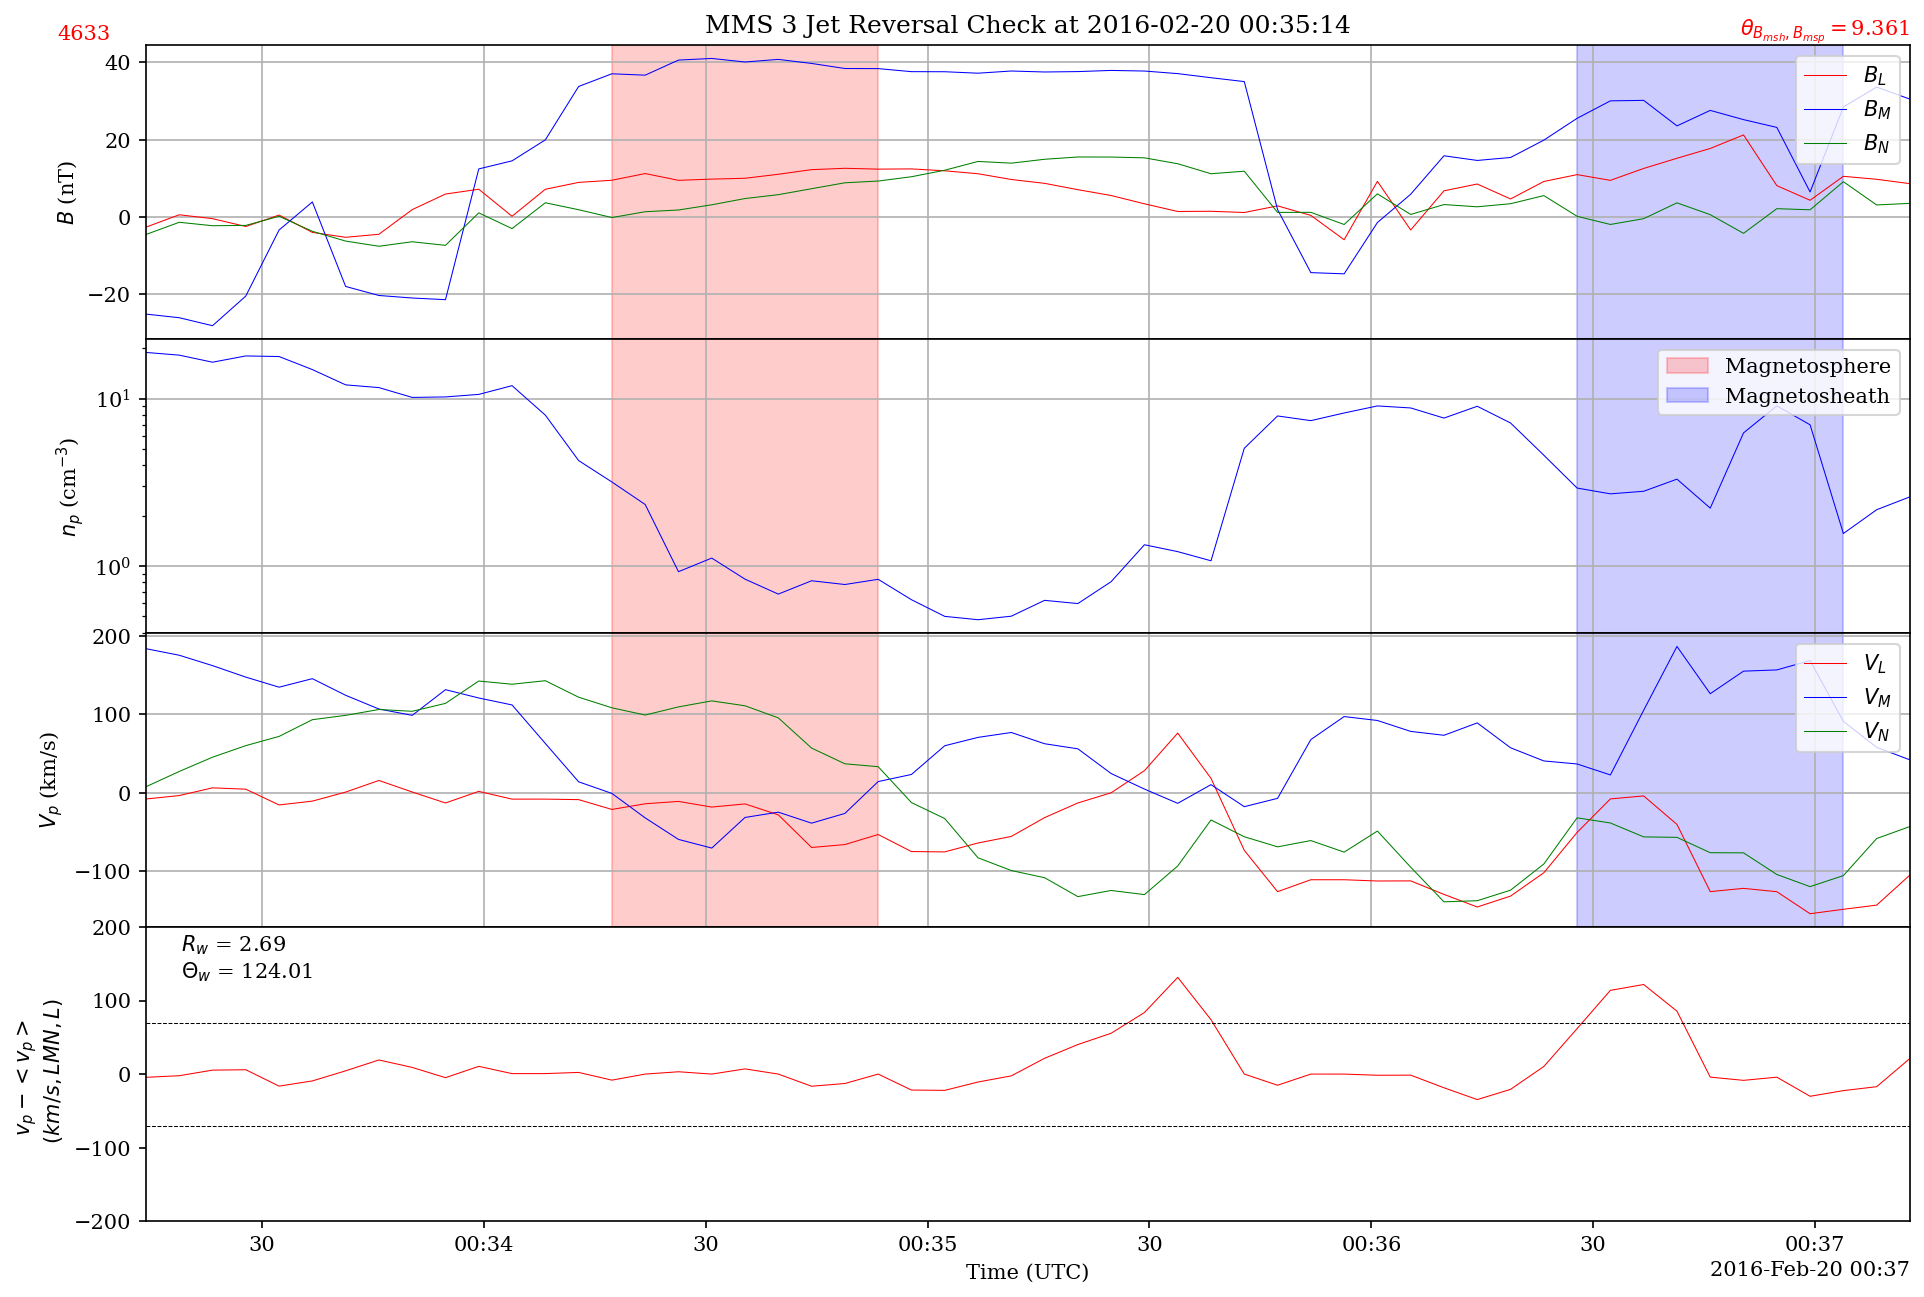 4633
MMS 3 Jet Reversal Check at 2016-02-20 00:35:14
θ_{B_{msh}, B_{msp}} = 9.361
40
20
0
−20
B (nT)
B_L
B_M
B_N
10^1
10^0
n_p (cm^{−3})
Magnetosphere
Magnetosheath
200
100
0
−100
V_p (km/s)
V_L
V_M
V_N
200
100
0
−100
−200
v_p − <v_p>
(km/s, LMN, L)
R_w = 2.69
Θ_w = 124.01
30
00:34
30
00:35
30
00:36
30
00:37
Time (UTC)
2016-Feb-20 00:37